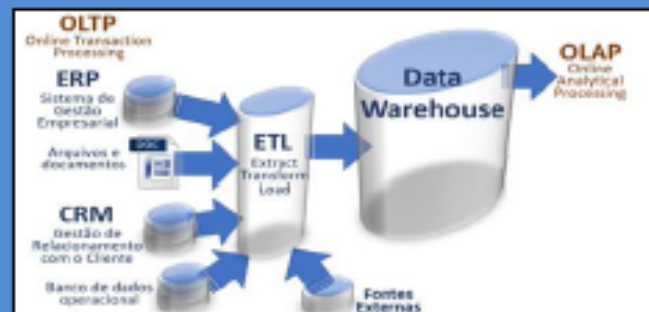 OLTP
Online Transaction
Processing
ERP
Sistema de
Gestão
Empresarial
Arquivos e
documentos
DOC
CRM
Gestão de
Relacionamento
com o Cliente
Banco de dados
operacional
ETL
Extract
Transform
Load
Fontes
Externas
Data
Warehouse
OLAP
Online
Analytical
Processing